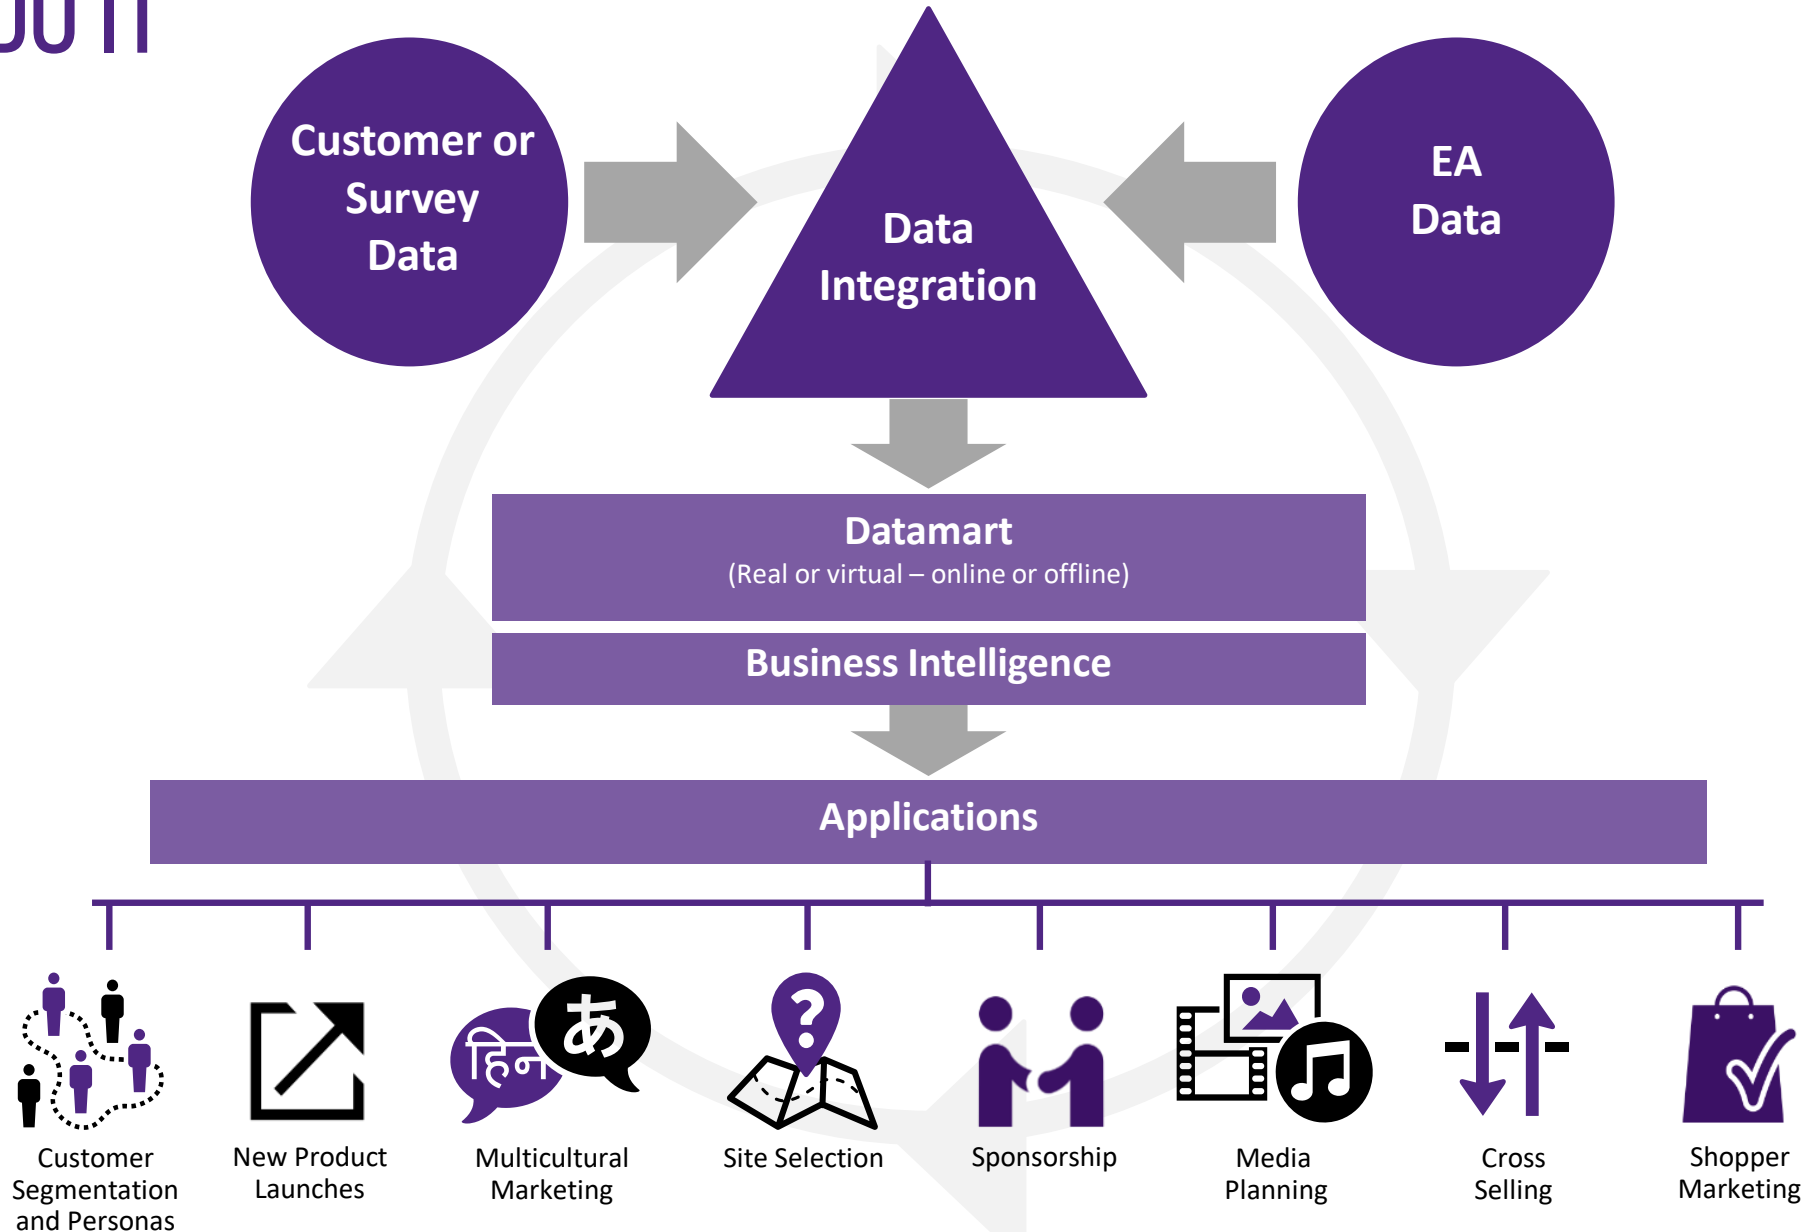 Customer or
Survey
Data
Data
Integration
EA
Data
Datamart
(Real or virtual – online or offline)
Business Intelligence
Applications
हिन
あ
?
Customer
Segmentation
and Personas
New Product
Launches
Multicultural
Marketing
Site Selection
Sponsorship
Media
Planning
Cross
Selling
Shopper
Marketing